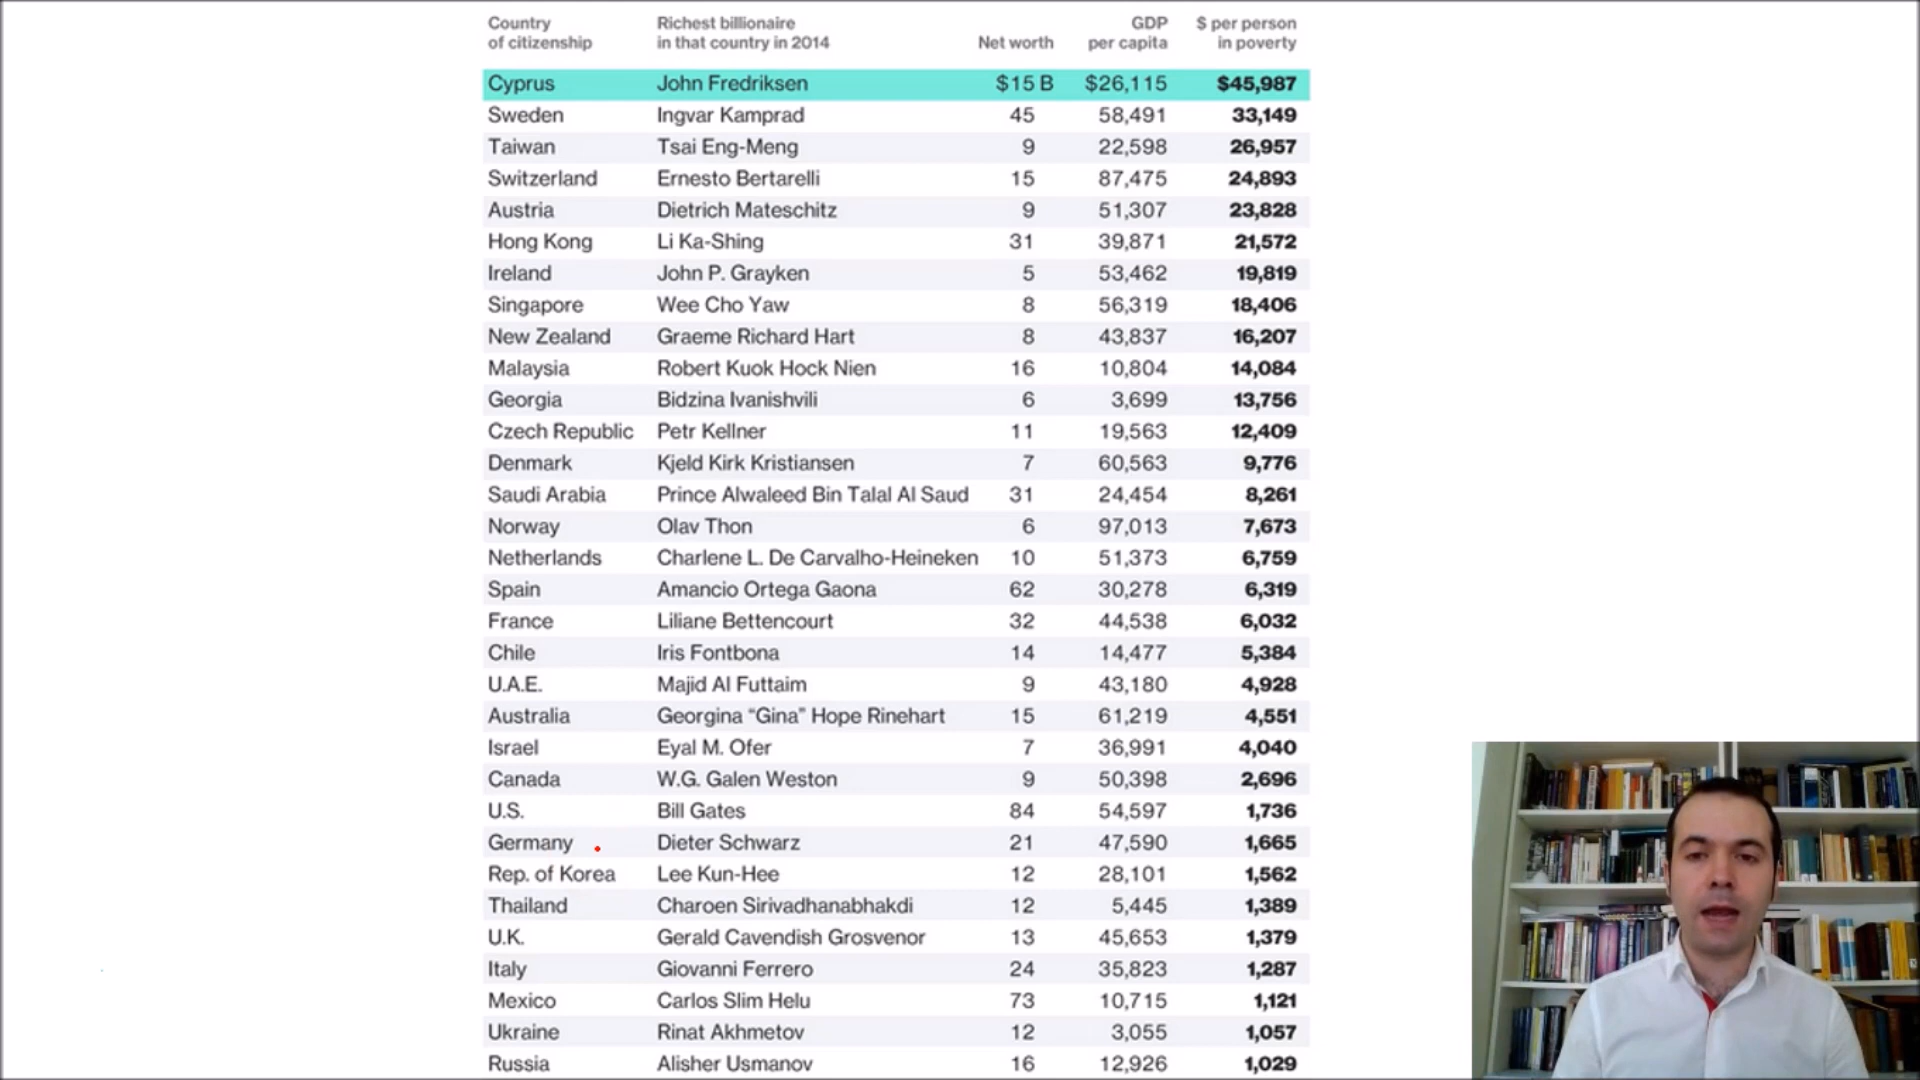 Country of citizenship Richest billionaire in that country in 2014 Net worth GDP per capita $ per person in poverty
Cyprus John Fredriksen $15 B $26,115 $45,987
Sweden Ingvar Kamprad 45 58,491 33,149
Taiwan Tsai Eng-Meng 9 22,598 26,957
Switzerland Ernesto Bertarelli 15 87,475 24,893
Austria Dietrich Mateschitz 9 51,307 23,828
Hong Kong Li Ka-Shing 31 39,871 21,572
Ireland John P. Grayken 5 53,462 19,819
Singapore Wee Cho Yaw 8 56,319 18,406
New Zealand Graeme Richard Hart 8 43,837 16,207
Malaysia Robert Kuok Hock Nien 16 10,804 14,084
Georgia Bidzina Ivanishvili 6 3,699 13,756
Czech Republic Petr Kellner 11 19,563 12,409
Denmark Kjeld Kirk Kristiansen 7 60,563 9,776
Saudi Arabia Prince Alwaleed Bin Talal Al Saud 31 24,454 8,261
Norway Olav Thon 6 97,013 7,673
Netherlands Charlene L. De Carvalho-Heineken 10 51,373 6,759
Spain Amancio Ortega Gaona 62 30,278 6,319
France Liliane Bettencourt 32 44,538 6,032
Chile Iris Fontbona 14 14,477 5,384
U.A.E. Majid Al Futtaim 9 43,180 4,928
Australia Georgina “Gina” Hope Rinehart 15 61,219 4,551
Israel Eyal M. Ofer 7 36,991 4,040
Canada W.G. Galen Weston 9 50,398 2,696
U.S. Bill Gates 84 54,597 1,736
Germany Dieter Schwarz 21 47,590 1,665
Rep. of Korea Lee Kun-Hee 12 28,101 1,562
Thailand Charoen Sirivadhanabhakdi 12 5,445 1,389
U.K. Gerald Cavendish Grosvenor 13 45,653 1,379
Italy Giovanni Ferrero 24 35,823 1,287
Mexico Carlos Slim Helu 73 10,715 1,121
Ukraine Rinat Akhmetov 12 3,055 1,057
Russia Alisher Usmanov 16 12,926 1,029